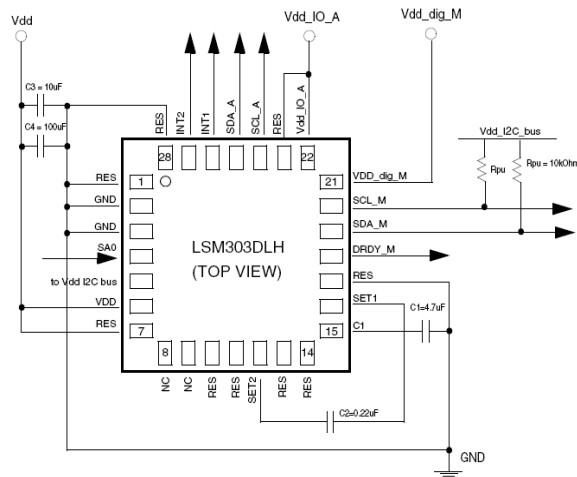 Vdd
Vdd_IO_A
Vdd_dig_M
C3 = 10uF
C4 = 100uF
RES
INT2
INT1
SDA_A
SCL_A
RES
Vdd_IO_A
Vdd_I2C_bus
Rpu
Rpu = 10kOhm
28
22
1
21
RES
GND
GND
SA0
to Vdd I2C bus
VDD
RES
VDD_dig_M
SCL_M
SDA_M
DRDY_M
RES
SET1
C1
C1=4.7uF
LSM303DLH
(TOP VIEW)
7
15
8
14
NC
NC
RES
RES
SET2
RES
RES
C2=0.22uF
GND